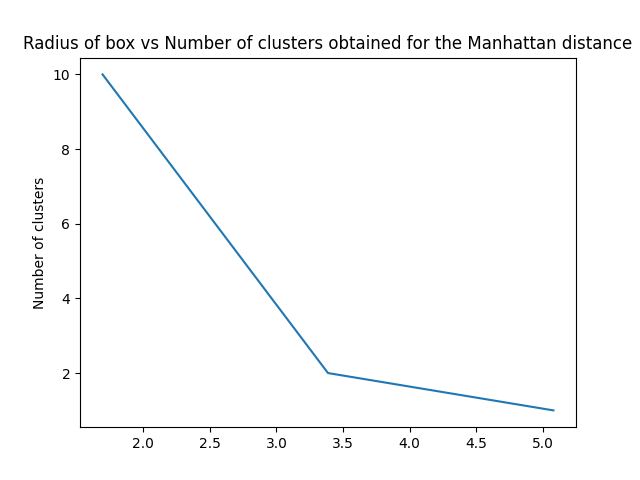 Radius of box vs Number of clusters obtained for the Manhattan distance
10
8
6
4
2
Number of clusters
2.0 2.5 3.0 3.5 4.0 4.5 5.0